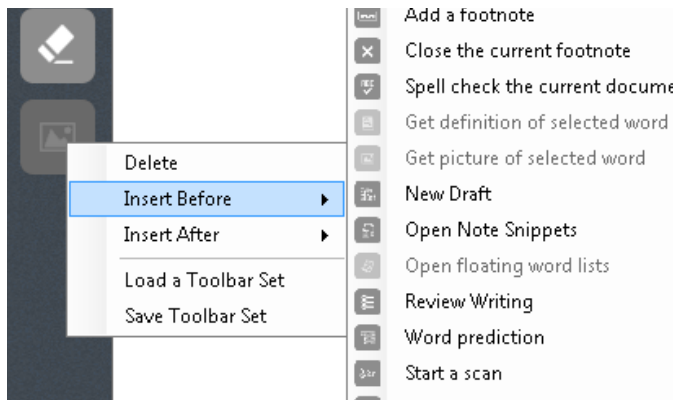 Delete
Insert Before
Insert After
Load a Toolbar Set
Save Toolbar Set
Add a footnote
Close the current footnote
Spell check the current docume
Get definition of selected word
Get picture of selected word
New Draft
Open Note Snippets
Open floating word lists
Review Writing
Word prediction
Start a scan